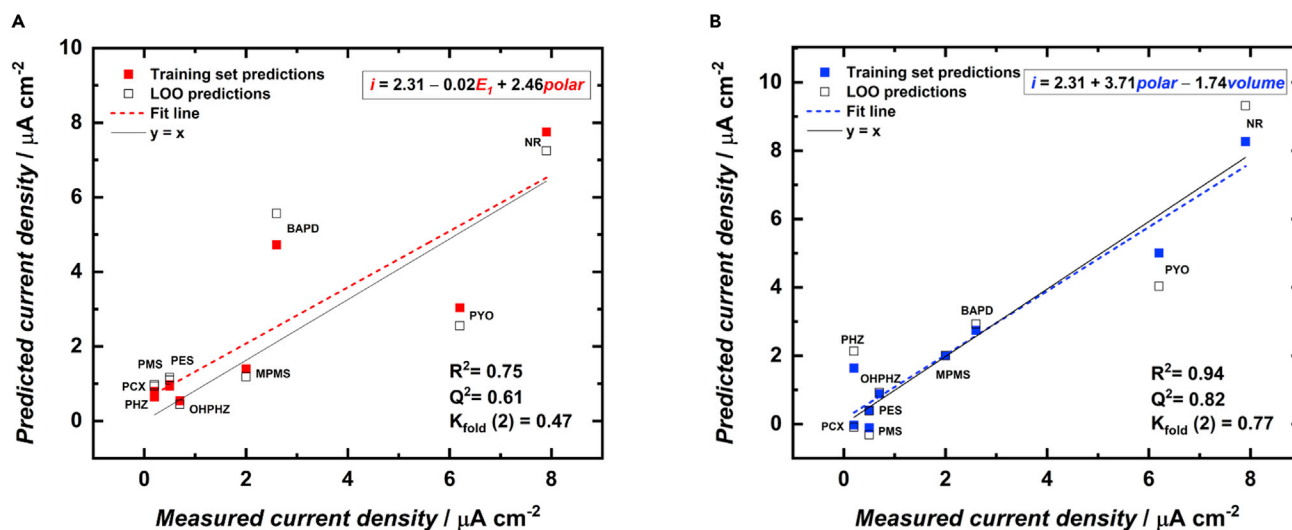 A
Predicted current density / μA cm⁻²
10
8
6
4
2
0
Training set predictions
LOO predictions
Fit line
y = x
i = 2.31 − 0.02E₁ + 2.46polar
NR
BAPD
PYO
PMS
PES
PCX
PHZ
OHPHZ
MPMS
R²= 0.75
Q²= 0.61
Kfold (2) = 0.47
0 2 4 6 8
Measured current density / μA cm⁻²
B
Predicted current density / μA cm⁻²
10
8
6
4
2
0
Training set predictions
LOO predictions
Fit line
y = x
i = 2.31 + 3.71polar − 1.74volume
NR
PYO
BAPD
PHZ
OHPHZ
MPMS
PES
PCX
PMS
R²= 0.94
Q²= 0.82
Kfold (2) = 0.77
0 2 4 6 8
Measured current density / μA cm⁻²